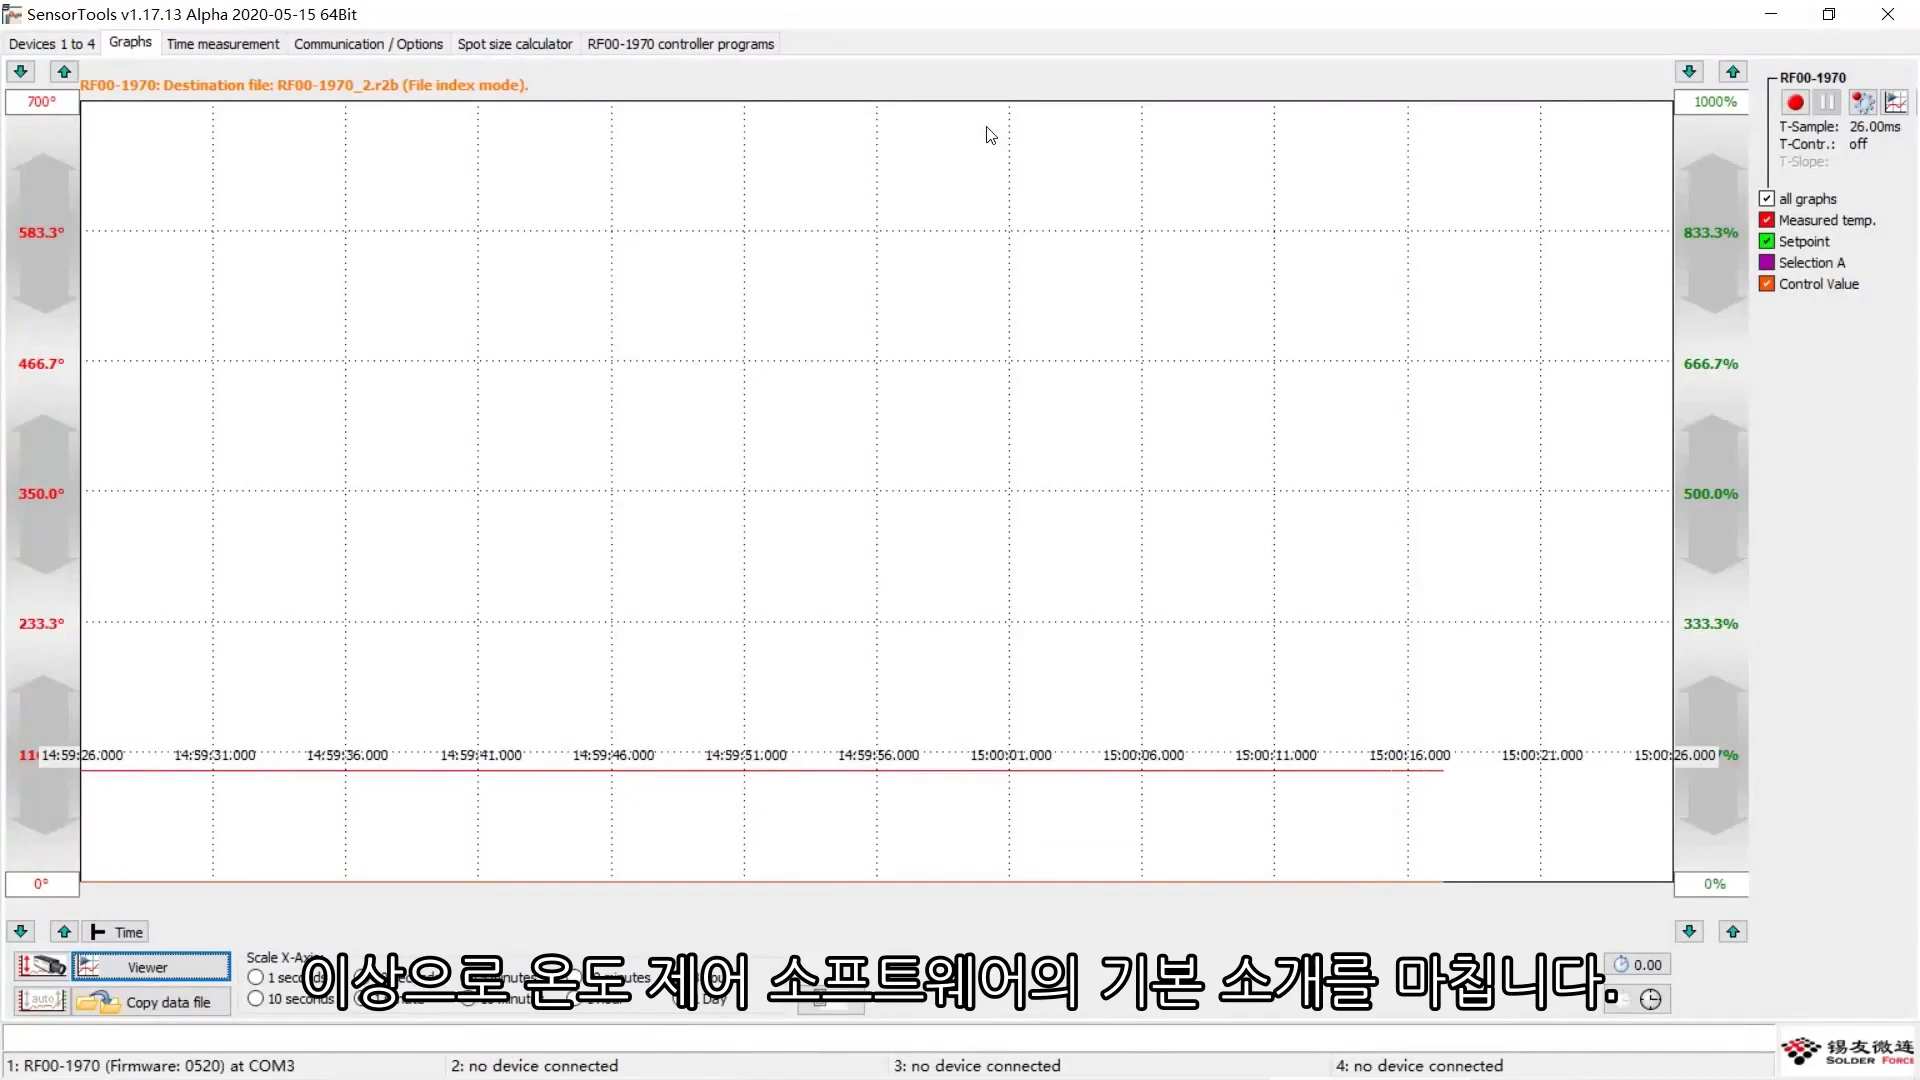 SensorTools v1.17.13 Alpha 2020-05-15 64Bit
Devices 1 to 4 Graphs Time measurement Communication / Options Spot size calculator RF00-1970 controller programs
RF00-1970: Destination file: RF00-1970_2.r2b (File index mode).
700° 1000%
583.3° 833.3%
466.7° 666.7%
350.0° 500.0%
233.3° 333.3%
14:59:26.000 14:59:31.000 14:59:36.000 14:59:41.000 14:59:46.000 14:59:51.000 14:59:56.000 15:00:01.000 15:00:06.000 15:00:11.000 15:00:16.000 15:00:21.000 15:00:26.000
0° 0%
RF00-1970
T-Sample: 26.00ms
T-Contr.: off
T-Slope:
all graphs
Measured temp.
Setpoint
Selection A
Control Value
Time
Viewer
auto
Copy data file
Scale X-Axis
10 seconds
0.00
이상으로 온도 제어 소프트웨어의 기본 소개를 마칩니다.
1: RF00-1970 (Firmware: 0520) at COM3 2: no device connected 3: no device connected 4: no device connected
锡友微连
SOLDER FORCE